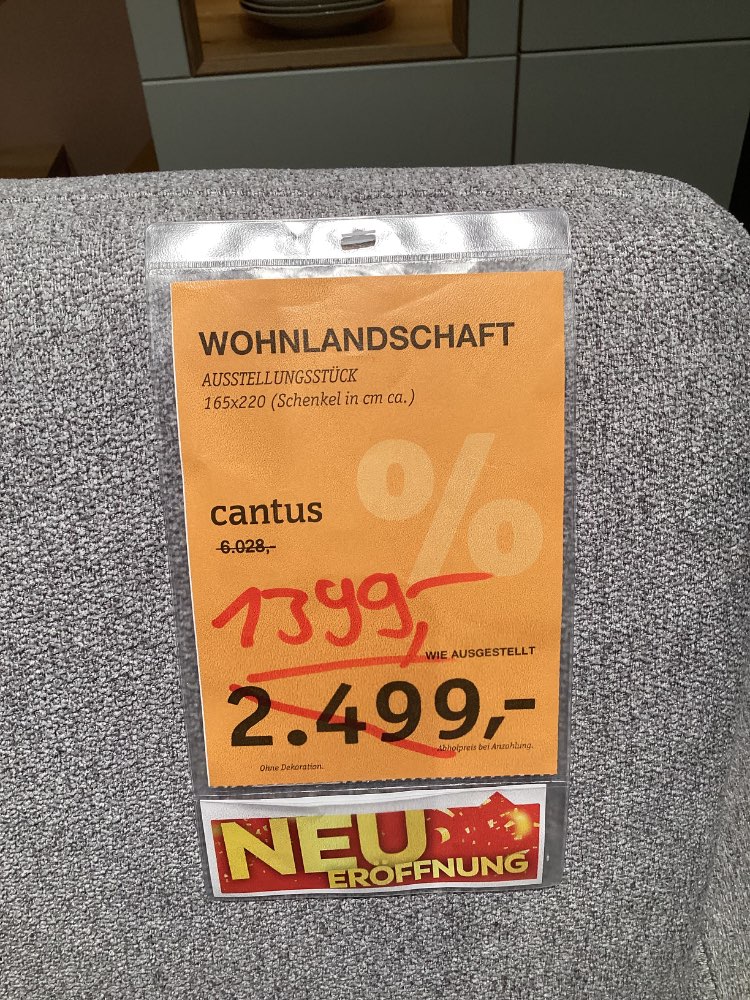 WOHNLANDSCHAFT
AUSSTELLUNGSSTÜCK
165x220 (Schenkel in cm ca.)
%
cantus
6.028,-
1399,-
WIE AUSGESTELLT
2.499,-
Abholpreis bei Anzahlung.
Ohne Dekoration.
NEU
ERÖFFNUNG